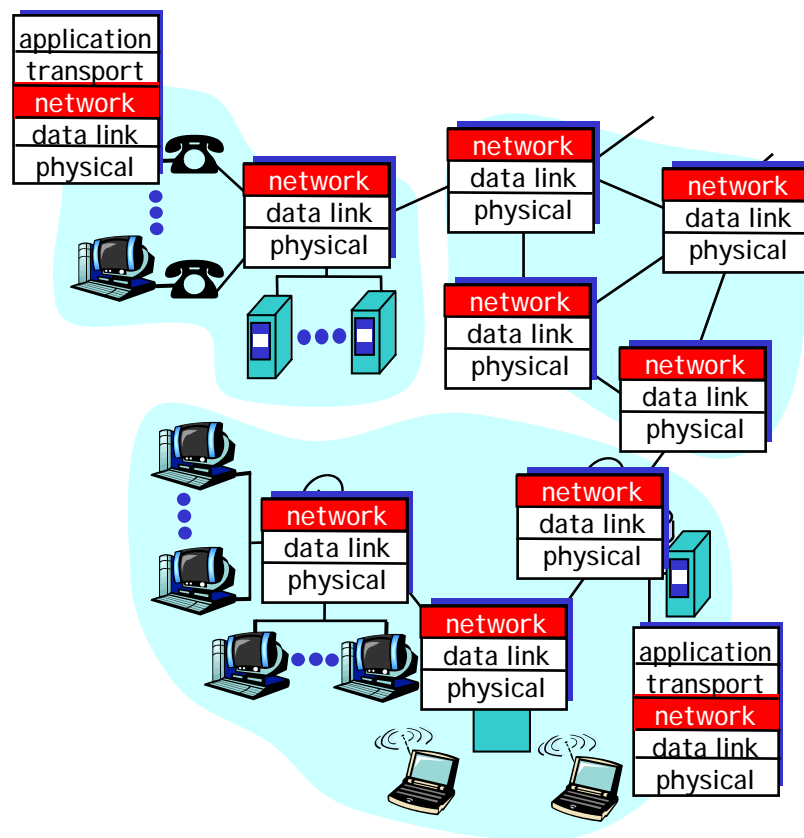 application
transport
network
data link
physical
network
data link
physical
network
data link
physical
network
data link
physical
network
data link
physical
network
data link
physical
network
data link
physical
network
data link
physical
network
data link
physical
application
transport
network
data link
physical